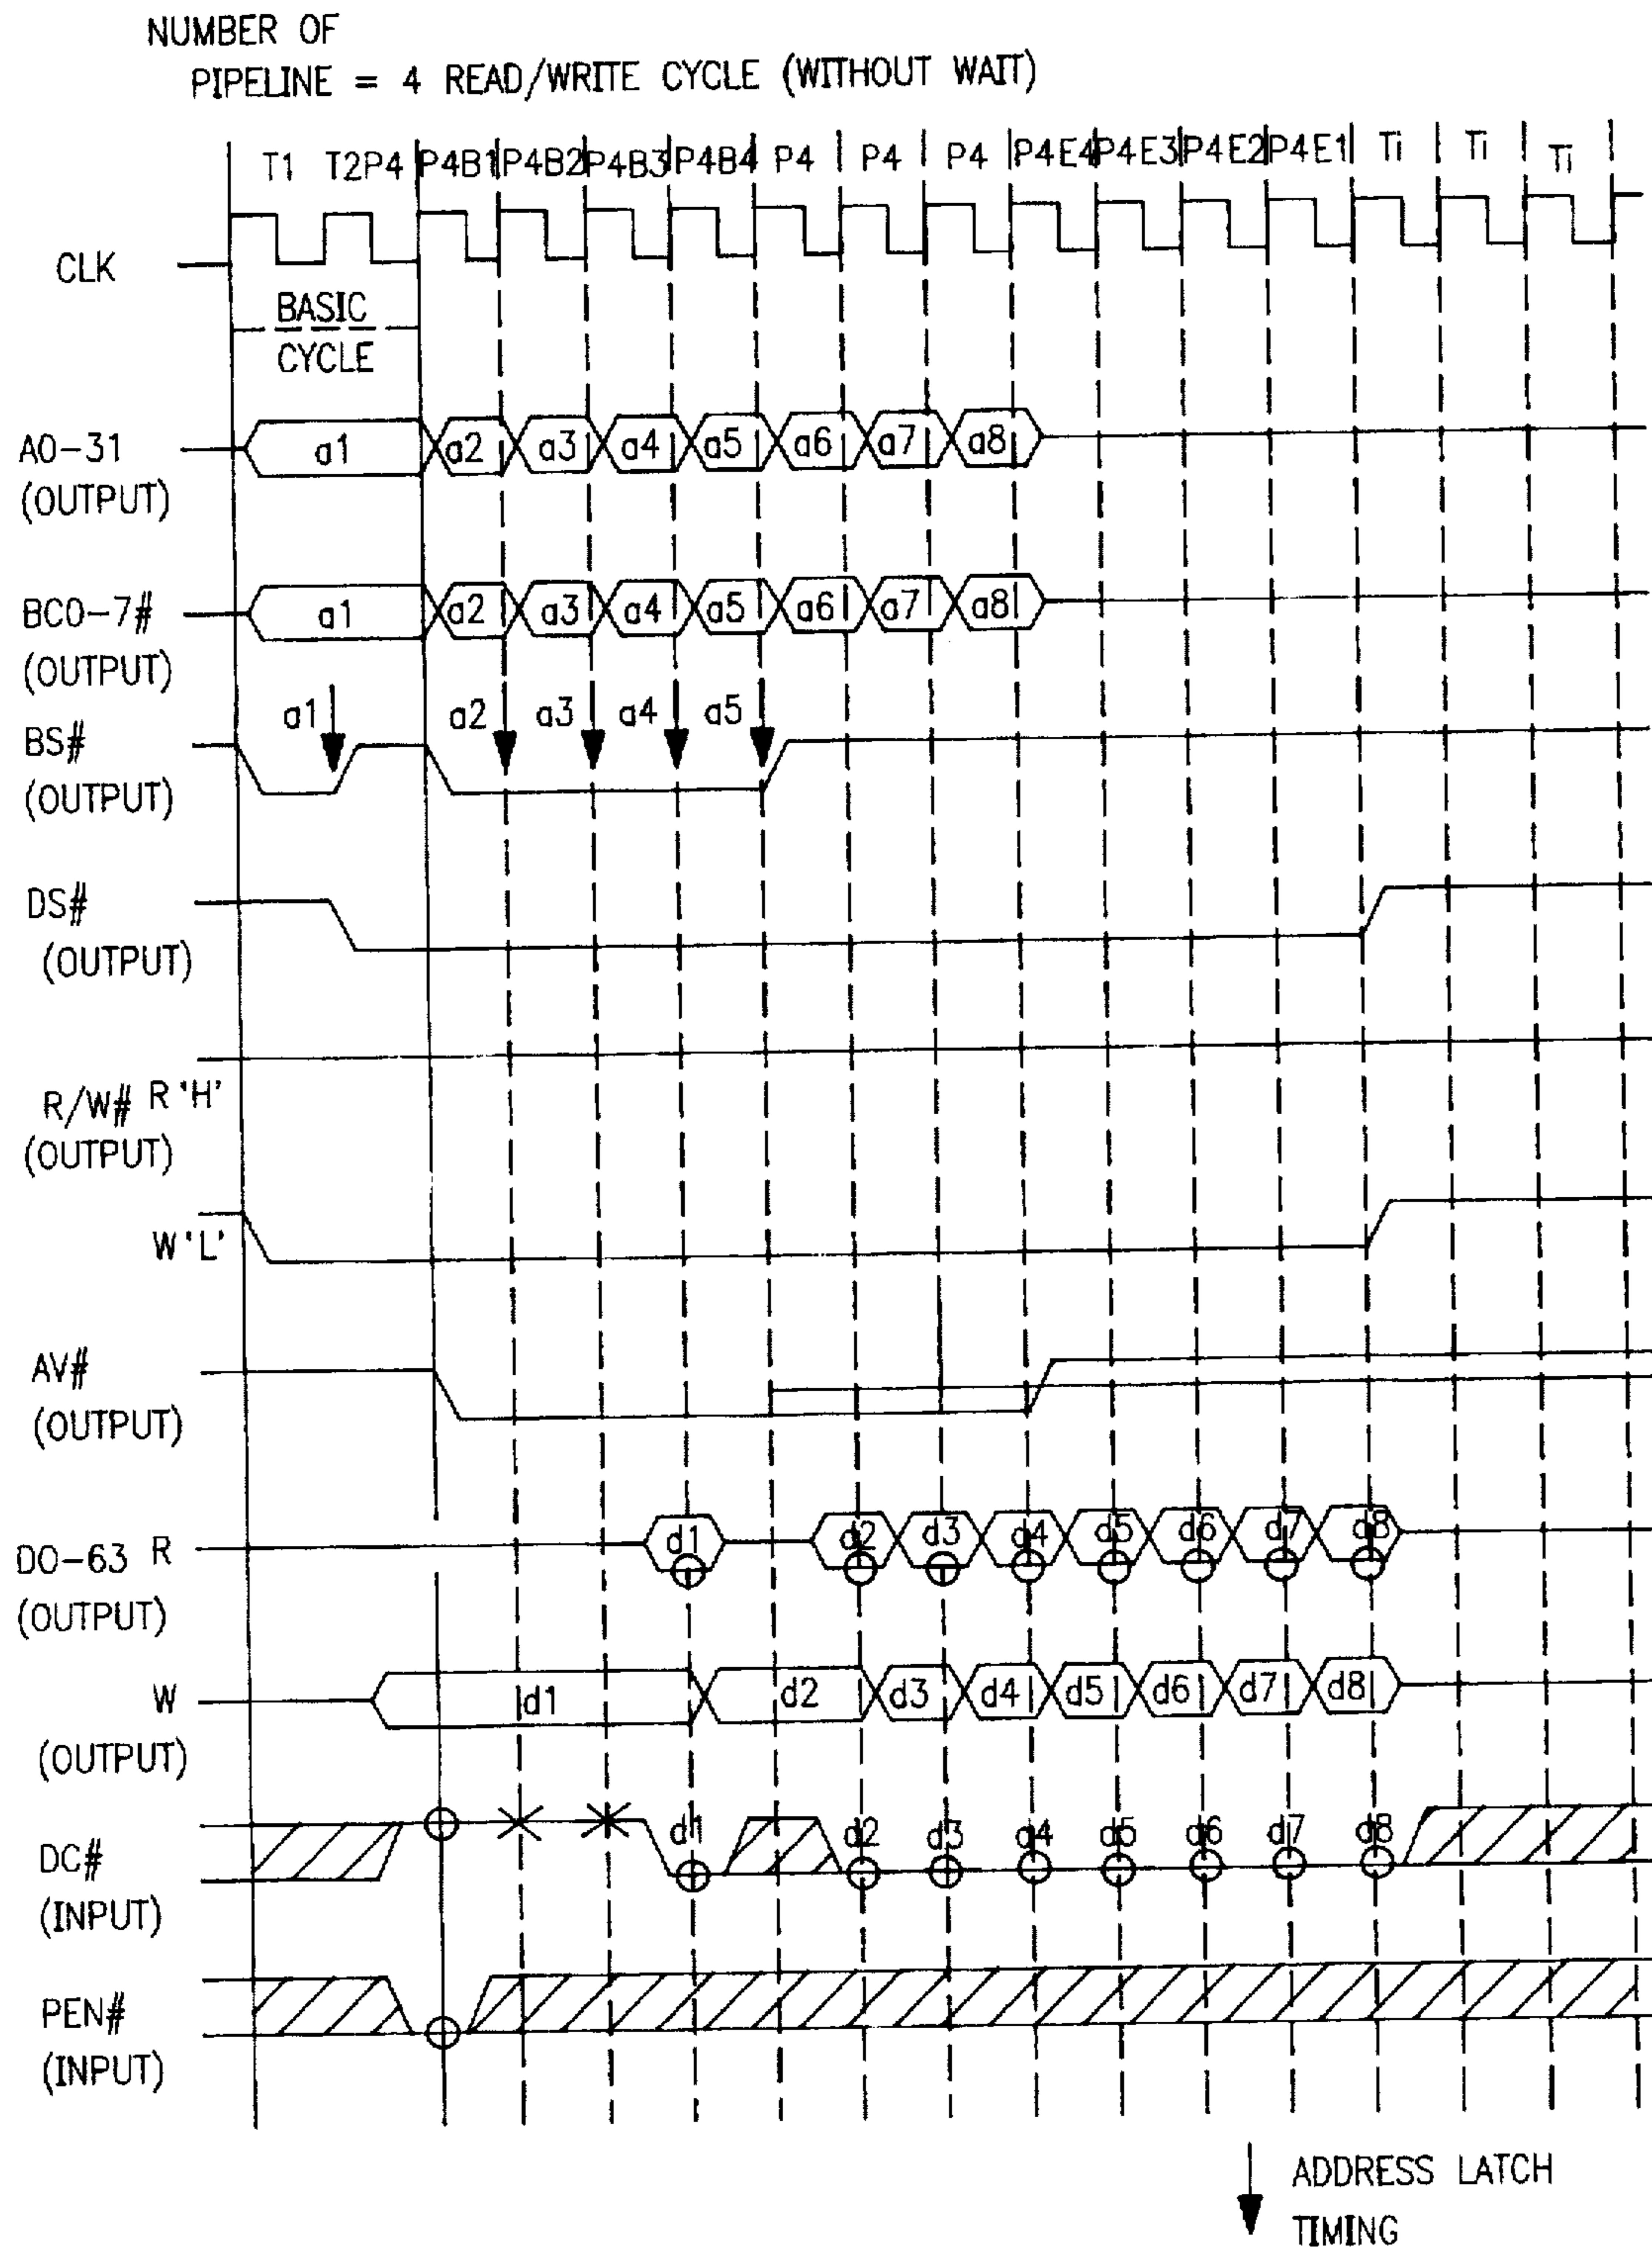 NUMBER OF
PIPELINE = 4 READ/WRITE CYCLE (WITHOUT WAIT)
T1 T2P4 P4B1 P4B2 P4B3 P4B4 P4 P4 P4 P4E4 P4E3 P4E2 P4E1 Ti Ti Ti
CLK
BASIC
CYCLE
A0-31 a1 a2 a3 a4 a5 a6 a7 a8
(OUTPUT)
BC0-7# a1 a2 a3 a4 a5 a6 a7 a8
(OUTPUT)
a1 a2 a3 a4 a5
BS#
(OUTPUT)
DS#
(OUTPUT)
R/W# R'H'
(OUTPUT)
W'L'
AV#
(OUTPUT)
D0-63 R d1 d2 d3 d4 d5 d6 d7 d8
(OUTPUT)
W d1 d2 d3 d4 d5 d6 d7 d8
(OUTPUT)
d1 d2 d3 d4 d5 d6 d7 d8
DC#
(INPUT)
PEN#
(INPUT)
ADDRESS LATCH
TIMING